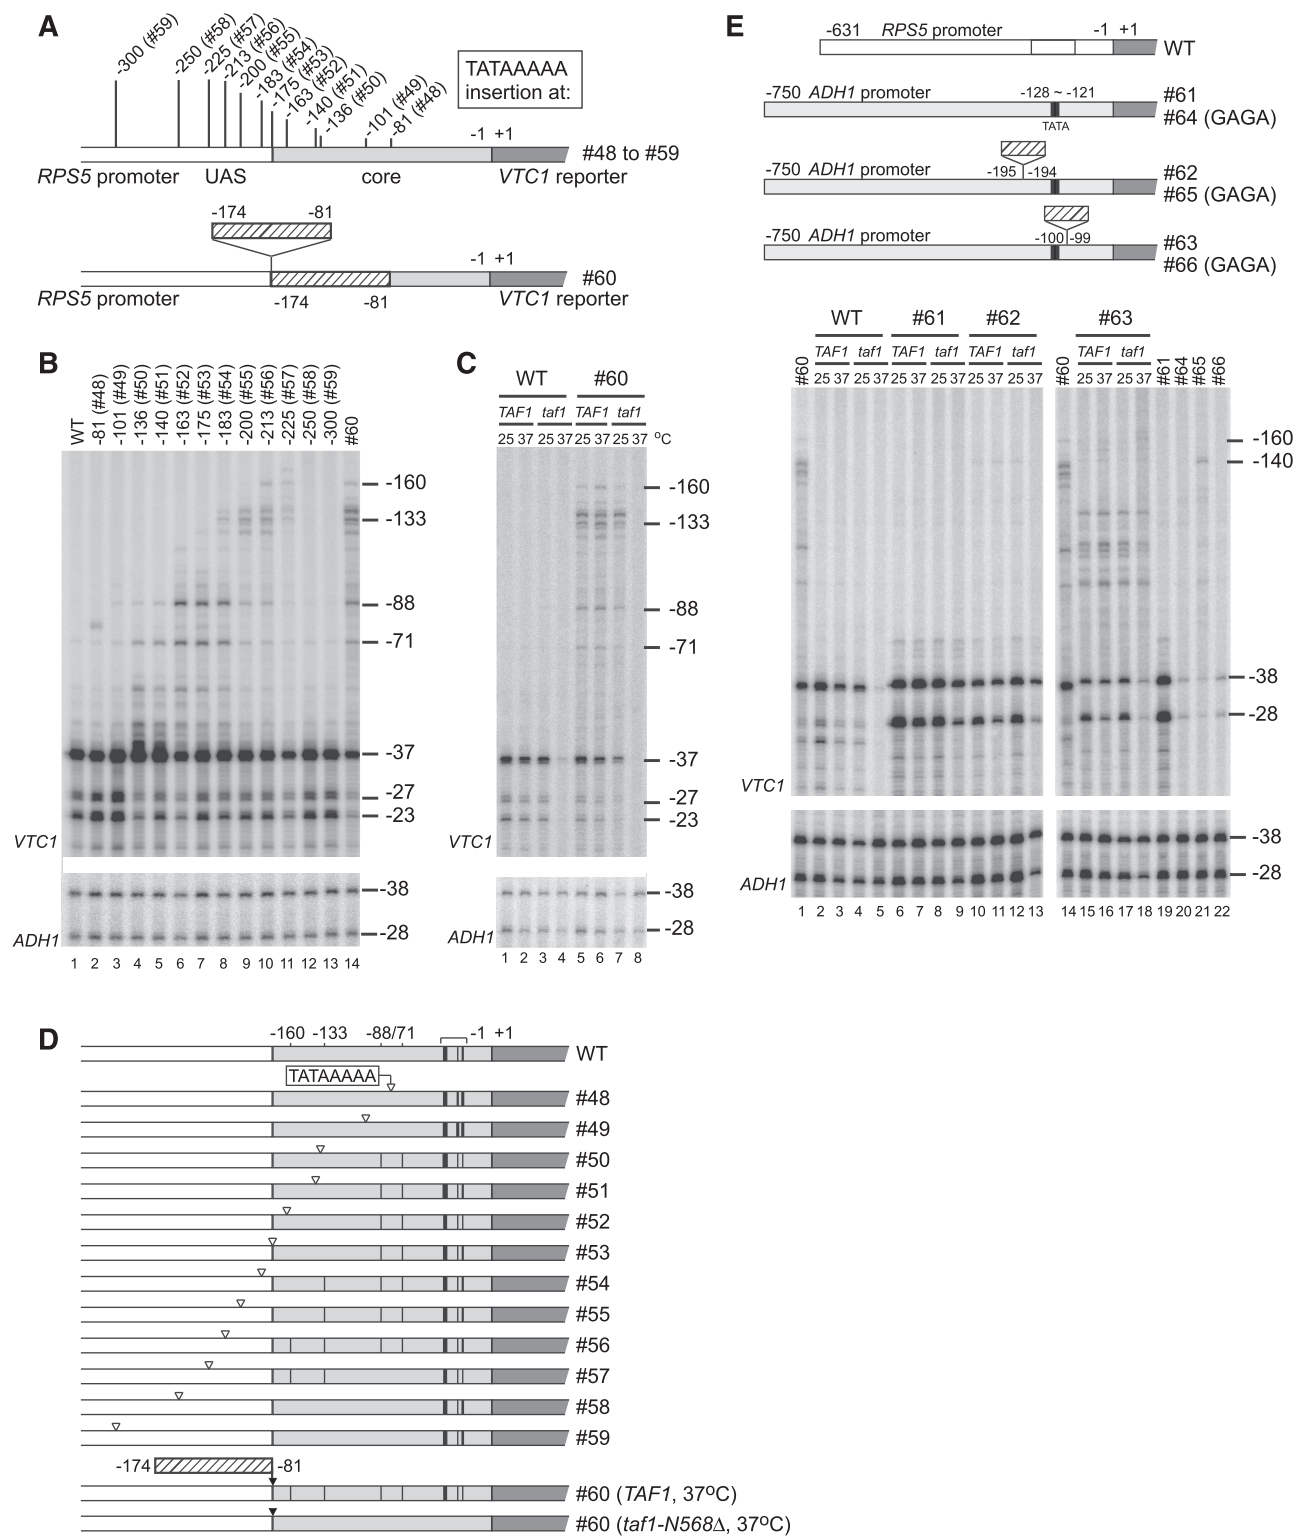 A
-300 (#59)
-250 (#58)
-225 (#57)
-213 (#56)
-200 (#55)
-183 (#54)
-175 (#53)
-163 (#52)
-140 (#51)
-136 (#50)
-101 (#49)
-81 (#48)
TATAAAAA
insertion at:
-1 +1
#48 to #59
RPS5 promoter UAS core VTC1 reporter
-174 -81
-1 +1
#60
RPS5 promoter -174 -81 VTC1 reporter
B
WT
-81 (#48)
-101 (#49)
-136 (#50)
-140 (#51)
-163 (#52)
-175 (#53)
-183 (#54)
-200 (#55)
-213 (#56)
-225 (#57)
-250 (#58)
-300 (#59)
#60
-160
-133
-88
-71
-37
-27
-23
VTC1
-38
-28
ADH1
1 2 3 4 5 6 7 8 9 10 11 12 13 14
C
WT #60
TAF1 taf1 TAF1 taf1
25 37 25 37 25 37 25 37 ºC
-160
-133
-88
-71
-37
-27
-23
VTC1
-38
-28
ADH1
1 2 3 4 5 6 7 8
D
-160 -133 -88/71 -1 +1
WT
TATAAAAA
#48
#49
#50
#51
#52
#53
#54
#55
#56
#57
#58
#59
-174 -81
#60 (TAF1, 37ºC)
#60 (taf1-N568Δ, 37ºC)
E
-631 RPS5 promoter -1 +1
WT
-750 ADH1 promoter -128 ~ -121
#61
#64 (GAGA)
TATA
-195 -194
-750 ADH1 promoter
#62
#65 (GAGA)
-750 ADH1 promoter -100 -99
#63
#66 (GAGA)
WT #61 #62 #63
#60 TAF1 taf1 TAF1 taf1 TAF1 taf1 #60 TAF1 taf1 #61 #64 #65 #66
25 37 25 37 25 37 25 37 25 37 25 37 25 37 25 37
-160
-140
-38
-28
VTC1
-38
-28
ADH1
1 2 3 4 5 6 7 8 9 10 11 12 13 14 15 16 17 18 19 20 21 22